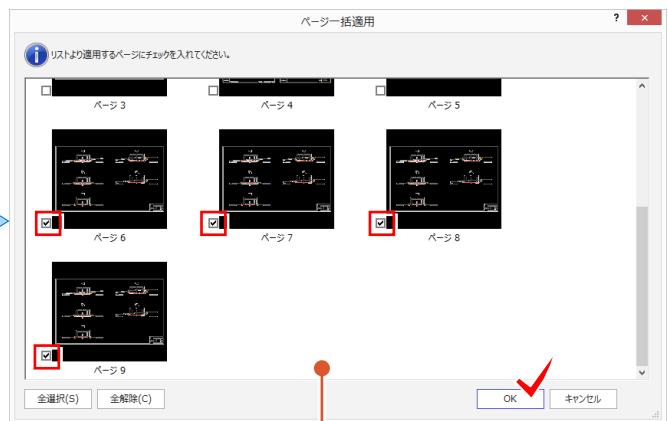 ページ一括適用
? ×
リストより適用するページにチェックを入れてください。
ページ 3 ページ 4 ページ 5
ページ 6 ページ 7 ページ 8
ページ 9
全選択(S) 全解除(C) OK キャンセル